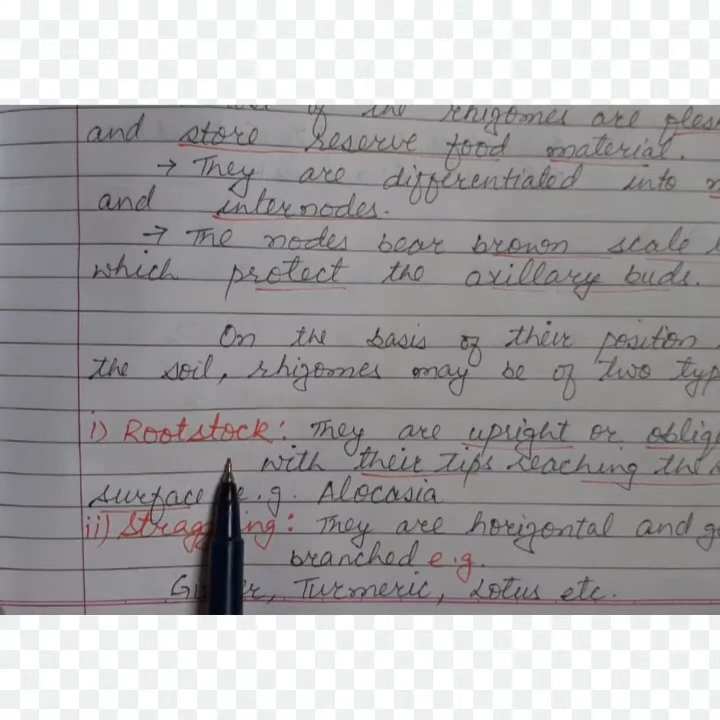 of the rhizomes are
and store reserve food material.
→ They are differentiated into
and internodes.
→ The nodes bear brown scale
which protect the axillary buds.
On the basis of their position
the soil, rhizomes may be of two
i) Rootstock: They are upright or
with their tips reaching the
surface e.g. Alocasia
ii) They are horizontal and
branched e.g.
Turmeric, Lotus etc.